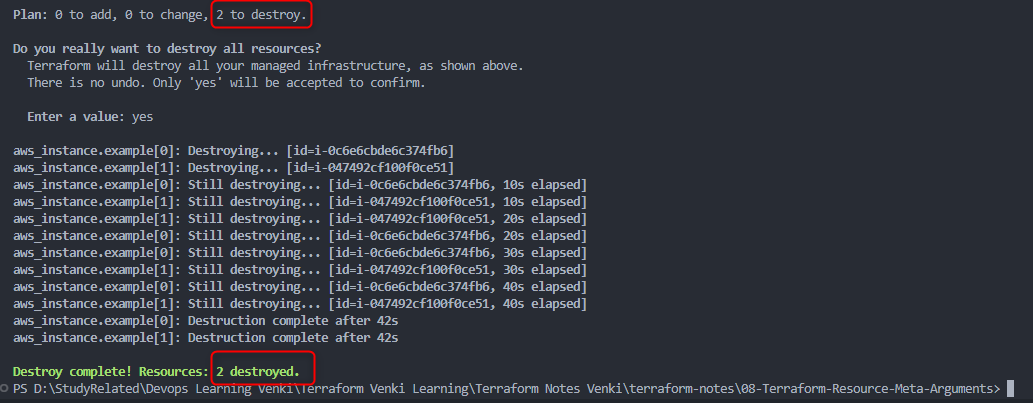 Plan: 0 to add, 0 to change, 2 to destroy.
Do you really want to destroy all resources?
Terraform will destroy all your managed infrastructure, as shown above.
There is no undo. Only 'yes' will be accepted to confirm.
Enter a value: yes
aws_instance.example[0]: Destroying... [id=i-0c6e6cbde6c374fb6]
aws_instance.example[1]: Destroying... [id=i-047492cf100f0ce51]
aws_instance.example[0]: Still destroying... [id=i-0c6e6cbde6c374fb6, 10s elapsed]
aws_instance.example[1]: Still destroying... [id=i-047492cf100f0ce51, 10s elapsed]
aws_instance.example[1]: Still destroying... [id=i-047492cf100f0ce51, 20s elapsed]
aws_instance.example[0]: Still destroying... [id=i-0c6e6cbde6c374fb6, 20s elapsed]
aws_instance.example[0]: Still destroying... [id=i-0c6e6cbde6c374fb6, 30s elapsed]
aws_instance.example[1]: Still destroying... [id=i-047492cf100f0ce51, 30s elapsed]
aws_instance.example[0]: Still destroying... [id=i-0c6e6cbde6c374fb6, 40s elapsed]
aws_instance.example[1]: Still destroying... [id=i-047492cf100f0ce51, 40s elapsed]
aws_instance.example[0]: Destruction complete after 42s
aws_instance.example[1]: Destruction complete after 42s
Destroy complete! Resources: 2 destroyed.
PS D:\StudyRelated\Devops Learning Venki\Terraform Venki Learning\Terraform Notes Venki\terraform-notes\08-Terraform-Resource-Meta-Arguments>